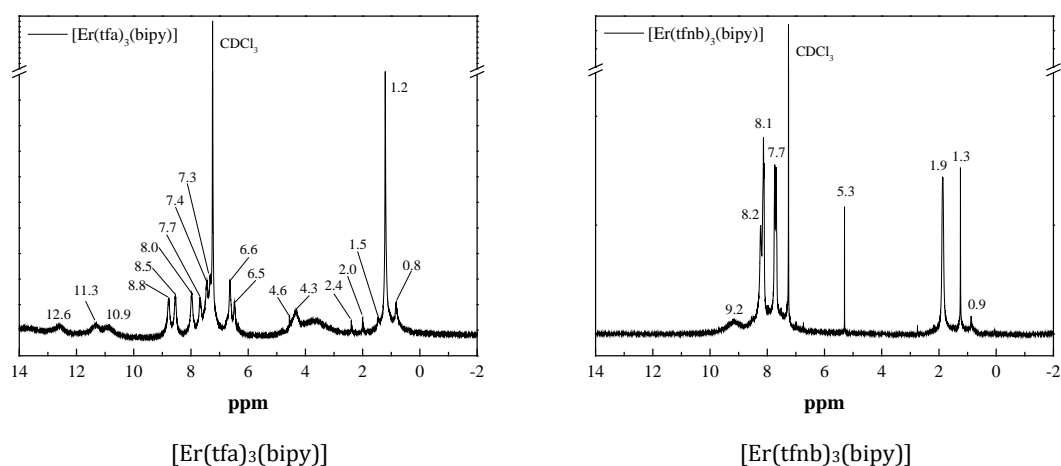 [Er(tfa)₃(bipy)]
CDCl₃
1.2
7.3
7.4
7.7
8.0
8.5
8.8
11.3
12.6
10.9
6.6
6.5
4.6
4.3
2.4
2.0
1.5
0.8
14 12 10 8 6 4 2 0 -2
ppm
[Er(tfa)₃(bipy)]
[Er(tfnb)₃(bipy)]
CDCl₃
8.1
7.7
8.2
9.2
5.3
1.9
1.3
0.9
14 12 10 8 6 4 2 0 -2
ppm
[Er(tfnb)₃(bipy)]